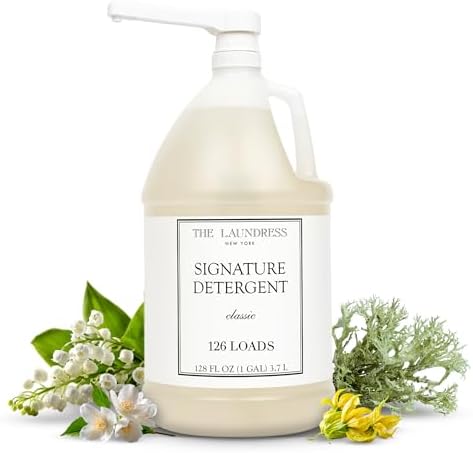 THE LAUNDRESS
NEW YORK
SIGNATURE
DETERGENT
classic
126 LOADS
128 FL OZ (1 GAL) 3.7 L